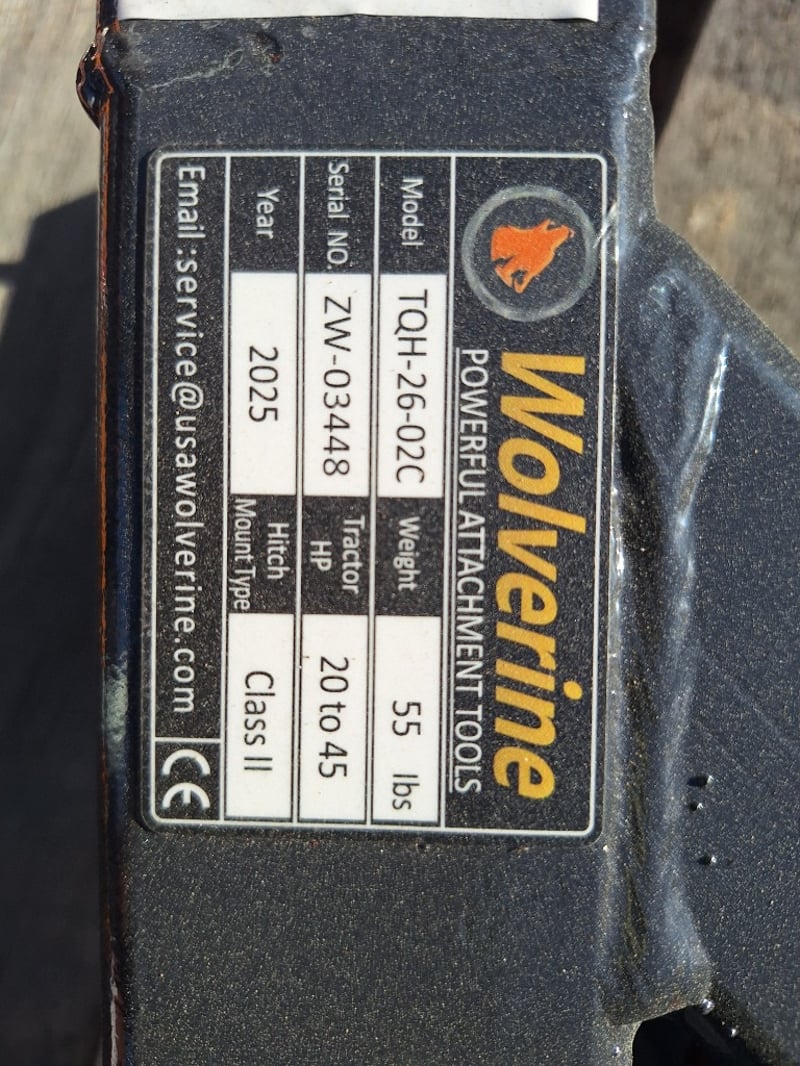 Wolverine
POWERFUL ATTACHMENT TOOLS
Model TQH-26-02C Weight 55 lbs
Serial NO. ZW-03448 Tractor HP 20 to 45
Year 2025 Hitch Mount Type Class II
Email :service@usawolverine.com CE